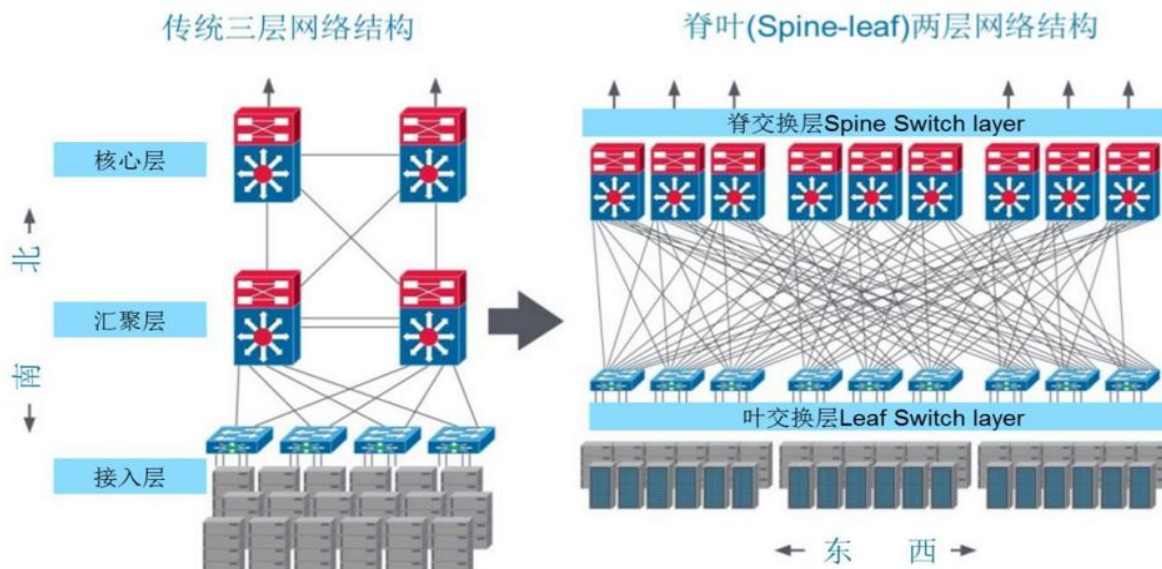 传统三层网络结构
核心层
北
汇聚层
南
接入层
脊叶(Spine-leaf)两层网络结构
脊交换层Spine Switch layer
叶交换层Leaf Switch layer
东 西